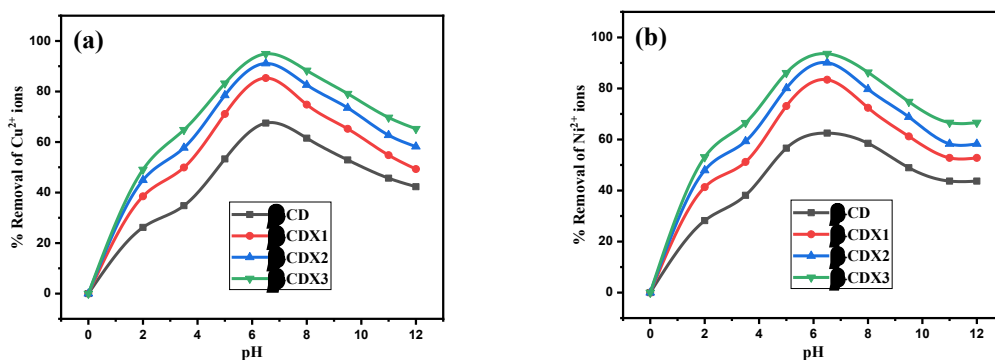 (a)
% Removal of Cu²⁺ ions
100
80
60
40
20
0
0 2 4 6 8 10 12
pH
β-CD
β-CDX1
β-CDX2
β-CDX3
(b)
% Removal of Ni²⁺ ions
100
80
60
40
20
0
0 2 4 6 8 10 12
pH
β-CD
β-CDX1
β-CDX2
β-CDX3